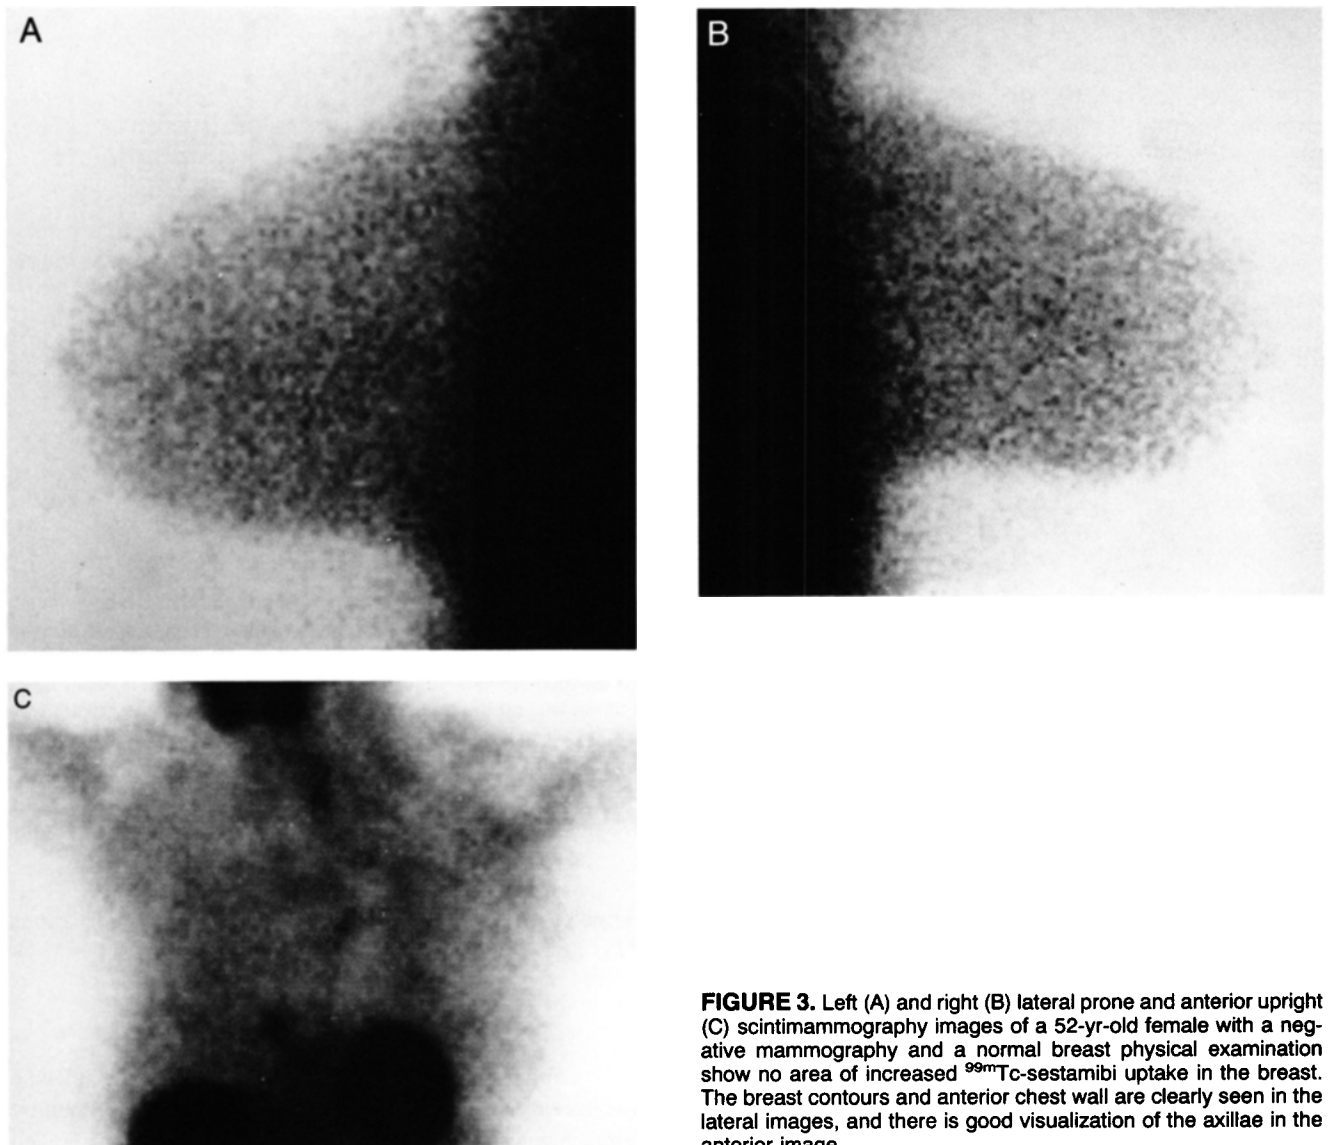 A
B
C
FIGURE 3. Left (A) and right (B) lateral prone and anterior upright
(C) scintimammography images of a 52-yr-old female with a neg-
ative mammography and a normal breast physical examination
show no area of increased 99mTc-sestamibi uptake in the breast.
The breast contours and anterior chest wall are clearly seen in the
lateral images, and there is good visualization of the axillae in the
anterior image.